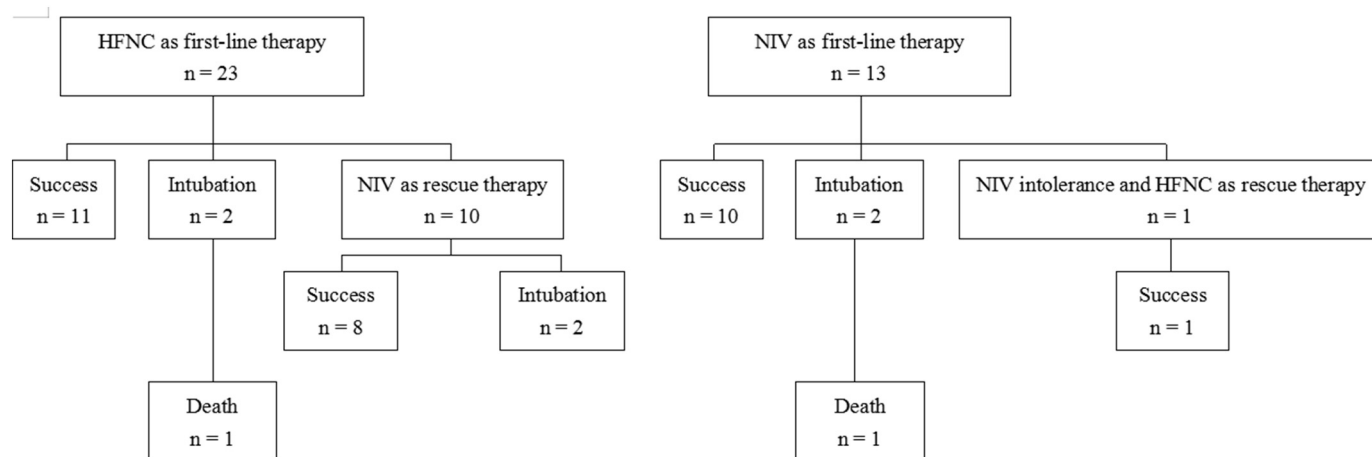 HFNC as first-line therapy
n = 23
Success
n = 11
Intubation
n = 2
NIV as rescue therapy
n = 10
Success
n = 8
Intubation
n = 2
Death
n = 1
NIV as first-line therapy
n = 13
Success
n = 10
Intubation
n = 2
NIV intolerance and HFNC as rescue therapy
n = 1
Success
n = 1
Death
n = 1